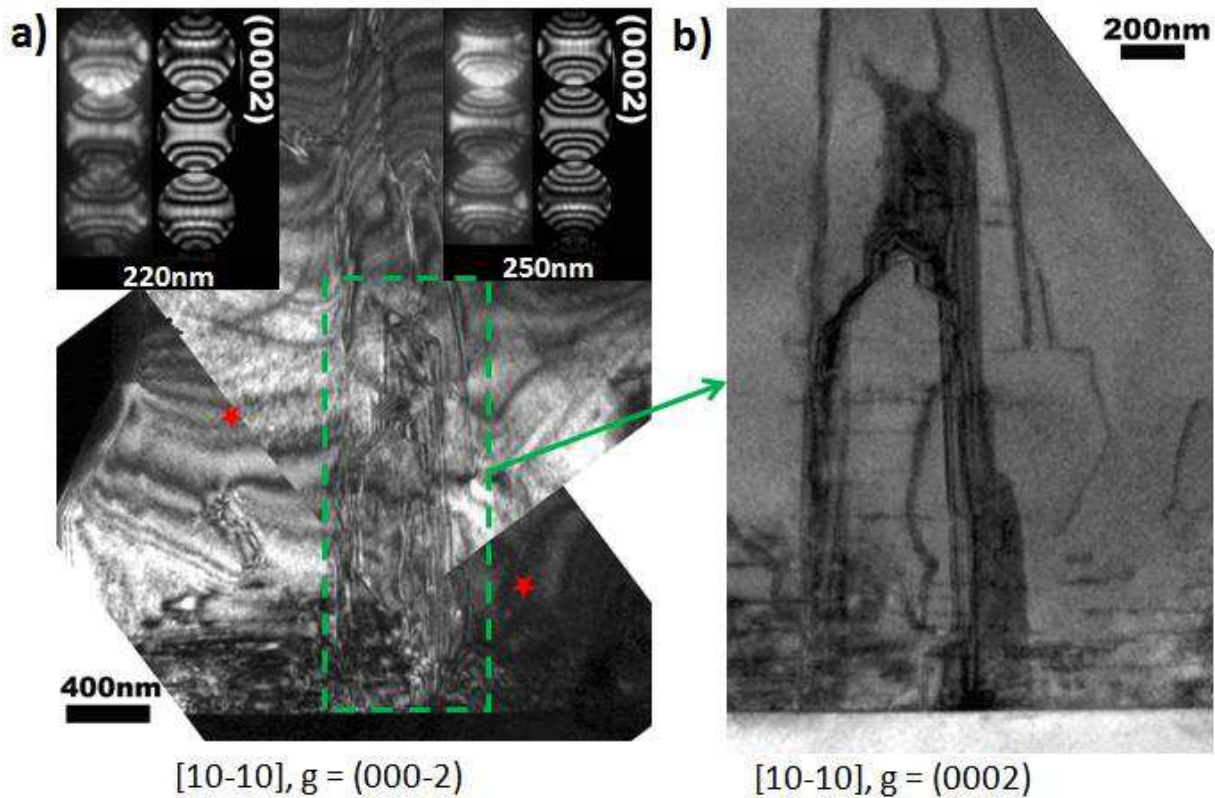 a)
(0002)
220nm
(0002)
250nm
400nm
[10-10], g = (000-2)
b)
200nm
[10-10], g = (0002)